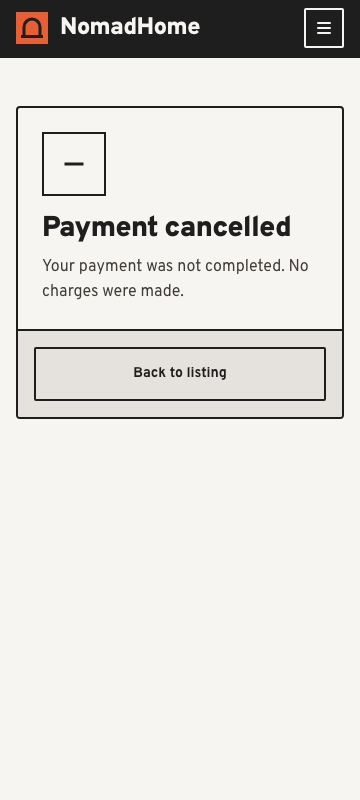 NomadHome
Payment cancelled
Your payment was not completed. No
charges were made.
Back to listing